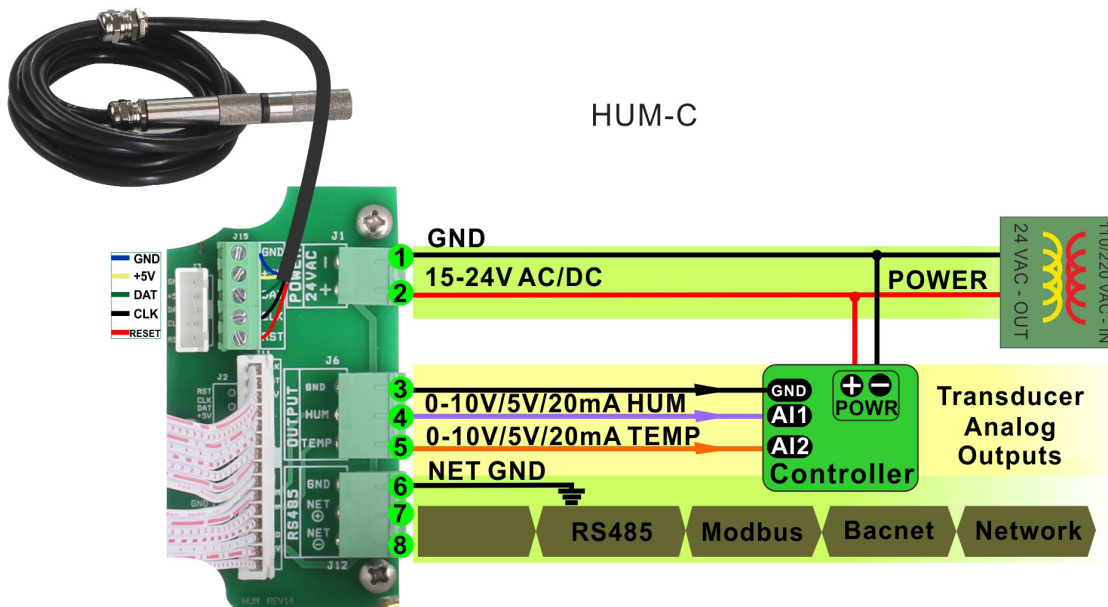 HUM-C
J15
J1
GND
POWER
24VAC
DAT
CLK
RST
GND
+5V
DAT
CLK
RESET
1
GND
2
15-24V AC/DC
POWER
24 VAC - OUT
110/220 VAC - IN
J2
RST
CLK
DAT
+5V
J6
OUTPUT
GND
HUM
TEMP
3
4
0-10V/5V/20mA HUM
5
0-10V/5V/20mA TEMP
GND
AI1
AI2
POWR
Controller
Transducer
Analog
Outputs
RS485
GND
NET
NET
J12
6
NET GND
7
8
RS485
Modbus
Bacnet
Network
HUM REV14